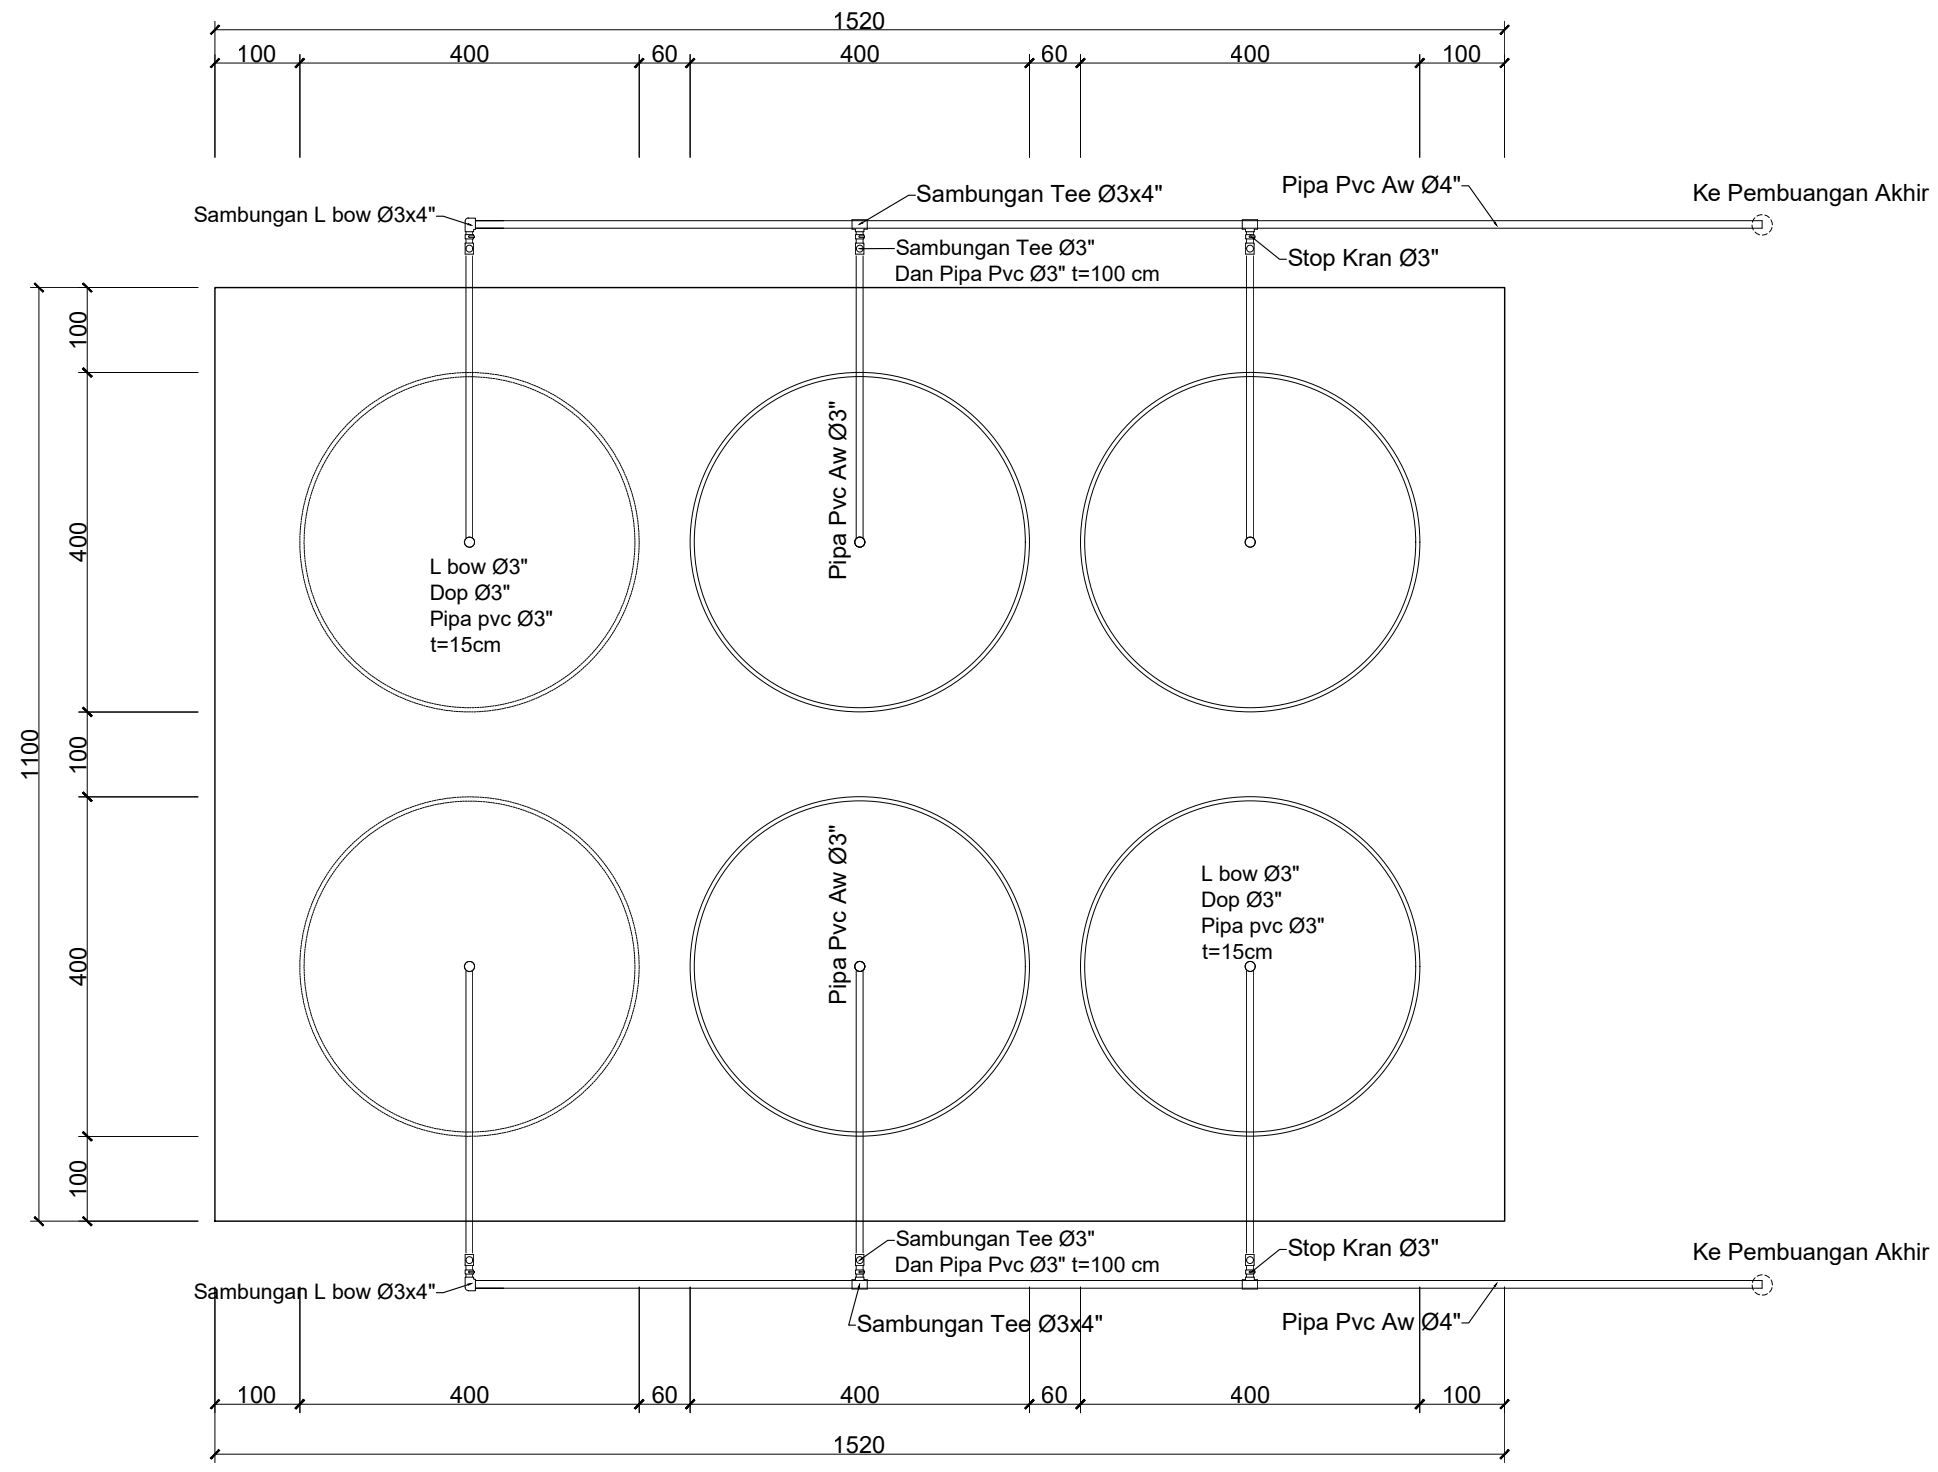 1520
100
400
60
400
60
400
100
Sambungan Tee Ø3x4"
Pipa Pvc Aw Ø4"
Ke Pembuangan Akhir
Sambungan L bow Ø3x4"
Sambungan Tee Ø3"
Dan Pipa Pvc Ø3" t=100 cm
Stop Kran Ø3"
1100
100
400
100
400
100
Pipa Pvc Aw Ø3"
L bow Ø3"
Dop Ø3"
Pipa pvc Ø3"
t=15cm
Pipa Pvc Aw Ø3"
L bow Ø3"
Dop Ø3"
Pipa pvc Ø3"
t=15cm
Sambungan Tee Ø3"
Dan Pipa Pvc Ø3" t=100 cm
Stop Kran Ø3"
Ke Pembuangan Akhir
Sambungan L bow Ø3x4"
Sambungan Tee Ø3x4"
Pipa Pvc Aw Ø4"
100
400
60
400
60
400
100
1520